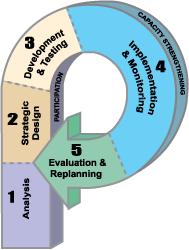 1
Analysis
2
Strategic
Design
3
Development
& Testing
PARTICIPATION
CAPACITY STRENGTHENING
4
Implementation
& Monitoring
5
Evaluation &
Replanning